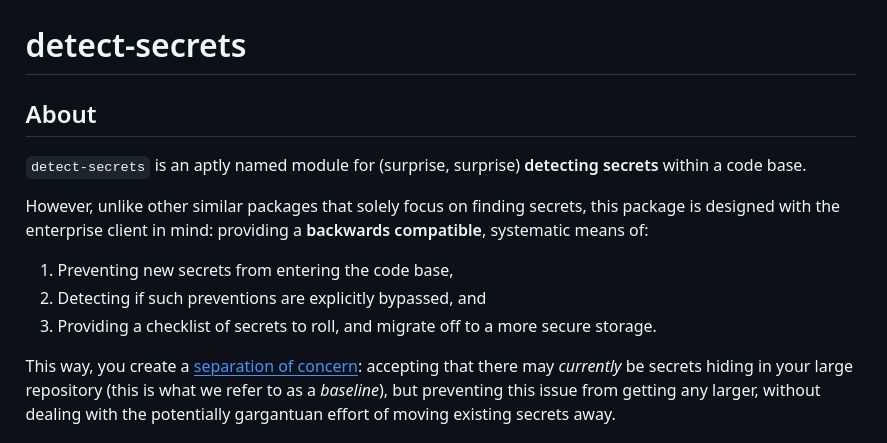 detect-secrets
About
detect-secrets is an aptly named module for (surprise, surprise) detecting secrets within a code base.
However, unlike other similar packages that solely focus on finding secrets, this package is designed with the
enterprise client in mind: providing a backwards compatible, systematic means of:
1. Preventing new secrets from entering the code base,
2. Detecting if such preventions are explicitly bypassed, and
3. Providing a checklist of secrets to roll, and migrate off to a more secure storage.
This way, you create a separation of concern: accepting that there may currently be secrets hiding in your large
repository (this is what we refer to as a baseline), but preventing this issue from getting any larger, without
dealing with the potentially gargantuan effort of moving existing secrets away.